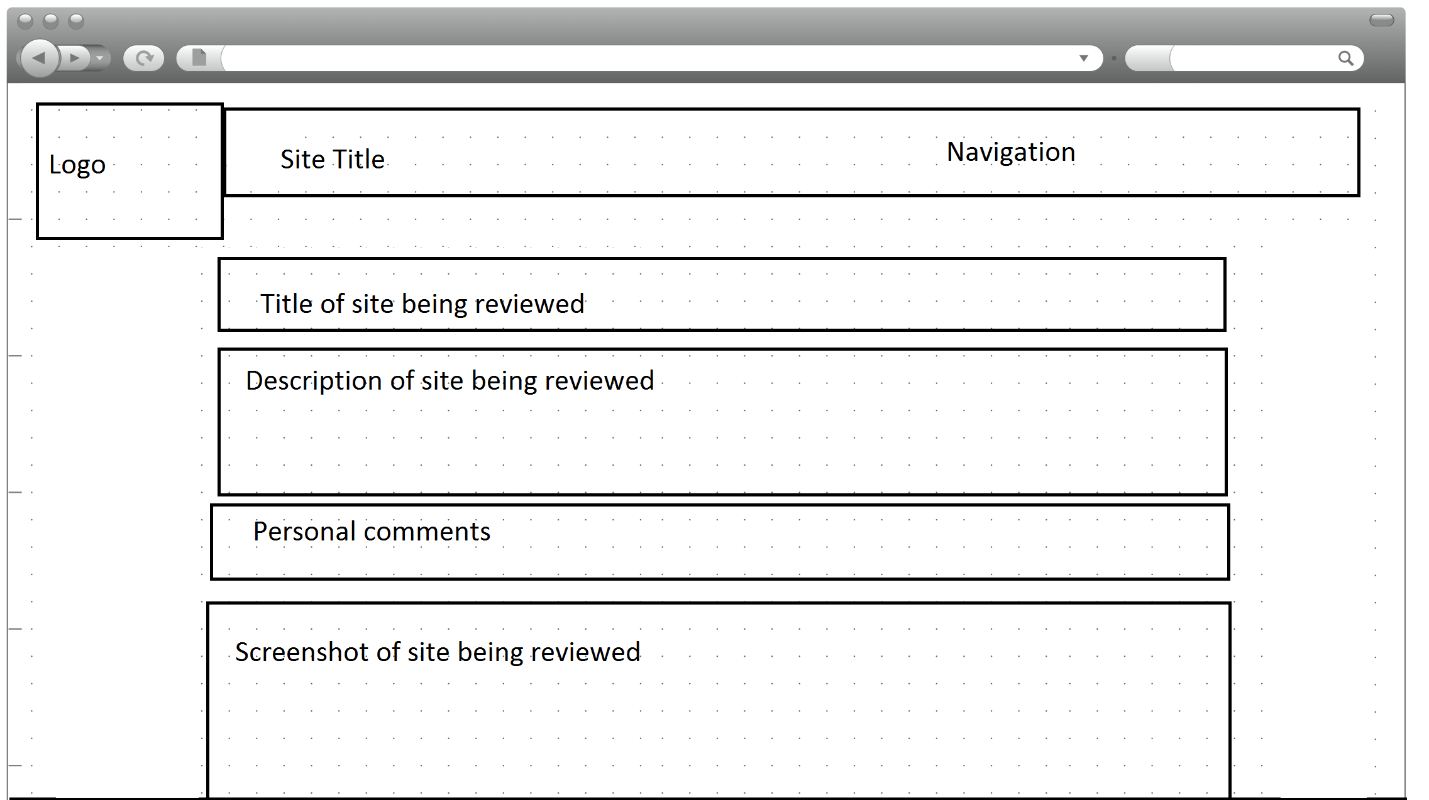 Logo
Site Title
Navigation
Title of site being reviewed
Description of site being reviewed
Personal comments
Screenshot of site being reviewed